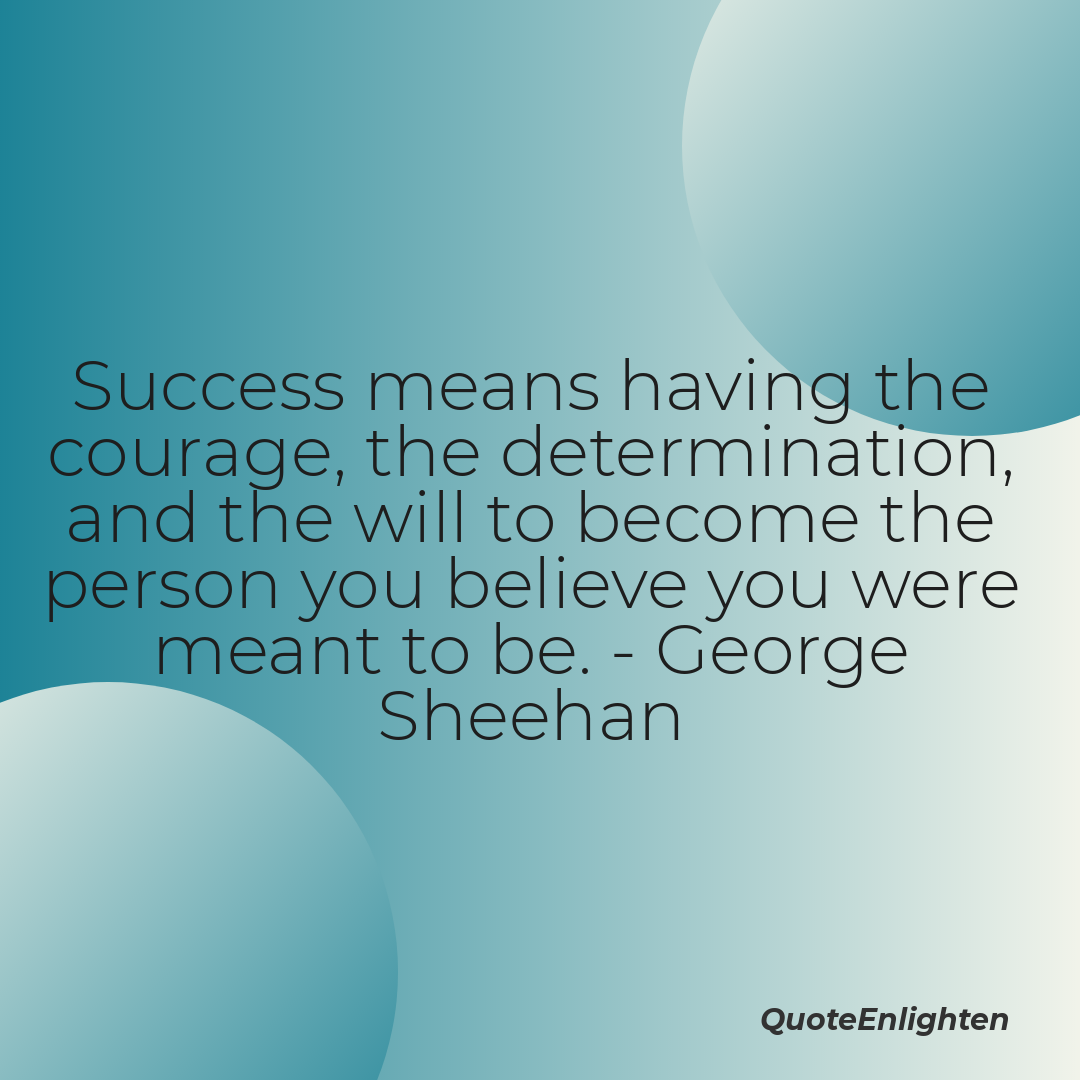 Success means having the
courage, the determination,
and the will to become the
person you believe you were
meant to be. - George
Sheehan
QuoteEnlighten